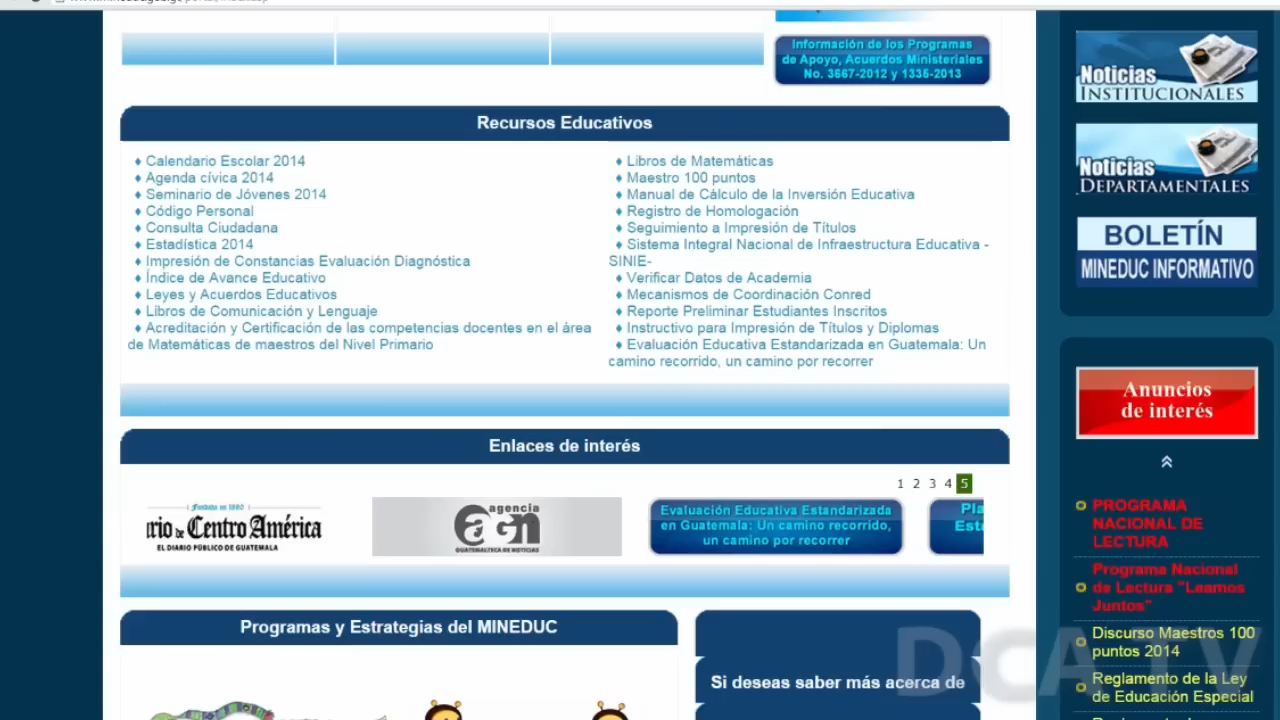 Información de los Programas
de Apoyo, Acuerdos Ministeriales
No. 3667-2012 y 1335-2013
Recursos Educativos
♦ Calendario Escolar 2014
♦ Agenda cívica 2014
♦ Seminario de Jóvenes 2014
♦ Código Personal
♦ Consulta Ciudadana
♦ Estadística 2014
♦ Impresión de Constancias Evaluación Diagnóstica
♦ Índice de Avance Educativo
♦ Leyes y Acuerdos Educativos
♦ Libros de Comunicación y Lenguaje
♦ Acreditación y Certificación de las competencias docentes en el área
de Matemáticas de maestros del Nivel Primario
♦ Libros de Matemáticas
♦ Maestro 100 puntos
♦ Manual de Cálculo de la Inversión Educativa
♦ Registro de Homologación
♦ Seguimiento a Impresión de Títulos
♦ Sistema Integral Nacional de Infraestructura Educativa -
SINIE-
♦ Verificar Datos de Academia
♦ Mecanismos de Coordinación Conred
♦ Reporte Preliminar Estudiantes Inscritos
♦ Instructivo para Impresión de Títulos y Diplomas
♦ Evaluación Educativa Estandarizada en Guatemala: Un
camino recorrido, un camino por recorrer
Enlaces de interés
1 2 3 4 5
Fundado en 1880
rio de Centro América
EL DIARIO PÚBLICO DE GUATEMALA
agencia
agn
GUATEMALTECA DE NOTICIAS
Evaluación Educativa Estandarizada
en Guatemala: Un camino recorrido,
un camino por recorrer
Pla
Est
Programas y Estrategias del MINEDUC
Si deseas saber más acerca de
Noticias
INSTITUCIONALES
Noticias
DEPARTAMENTALES
BOLETÍN
MINEDUC INFORMATIVO
Anuncios
de interés
PROGRAMA
NACIONAL DE
LECTURA
Programa Nacional
de Lectura "Leamos
Juntos"
Discurso Maestros 100
puntos 2014
Reglamento de la Ley
de Educación Especial
DCA TV